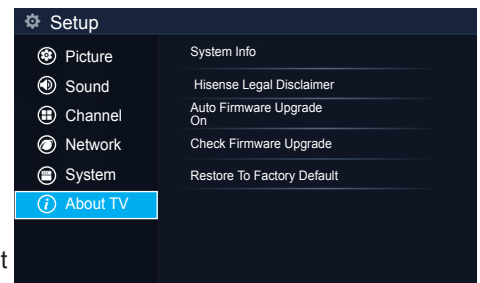 Setup
Picture
Sound
Channel
Network
System
About TV
System Info
Hisense Legal Disclaimer
Auto Firmware Upgrade
On
Check Firmware Upgrade
Restore To Factory Default
t